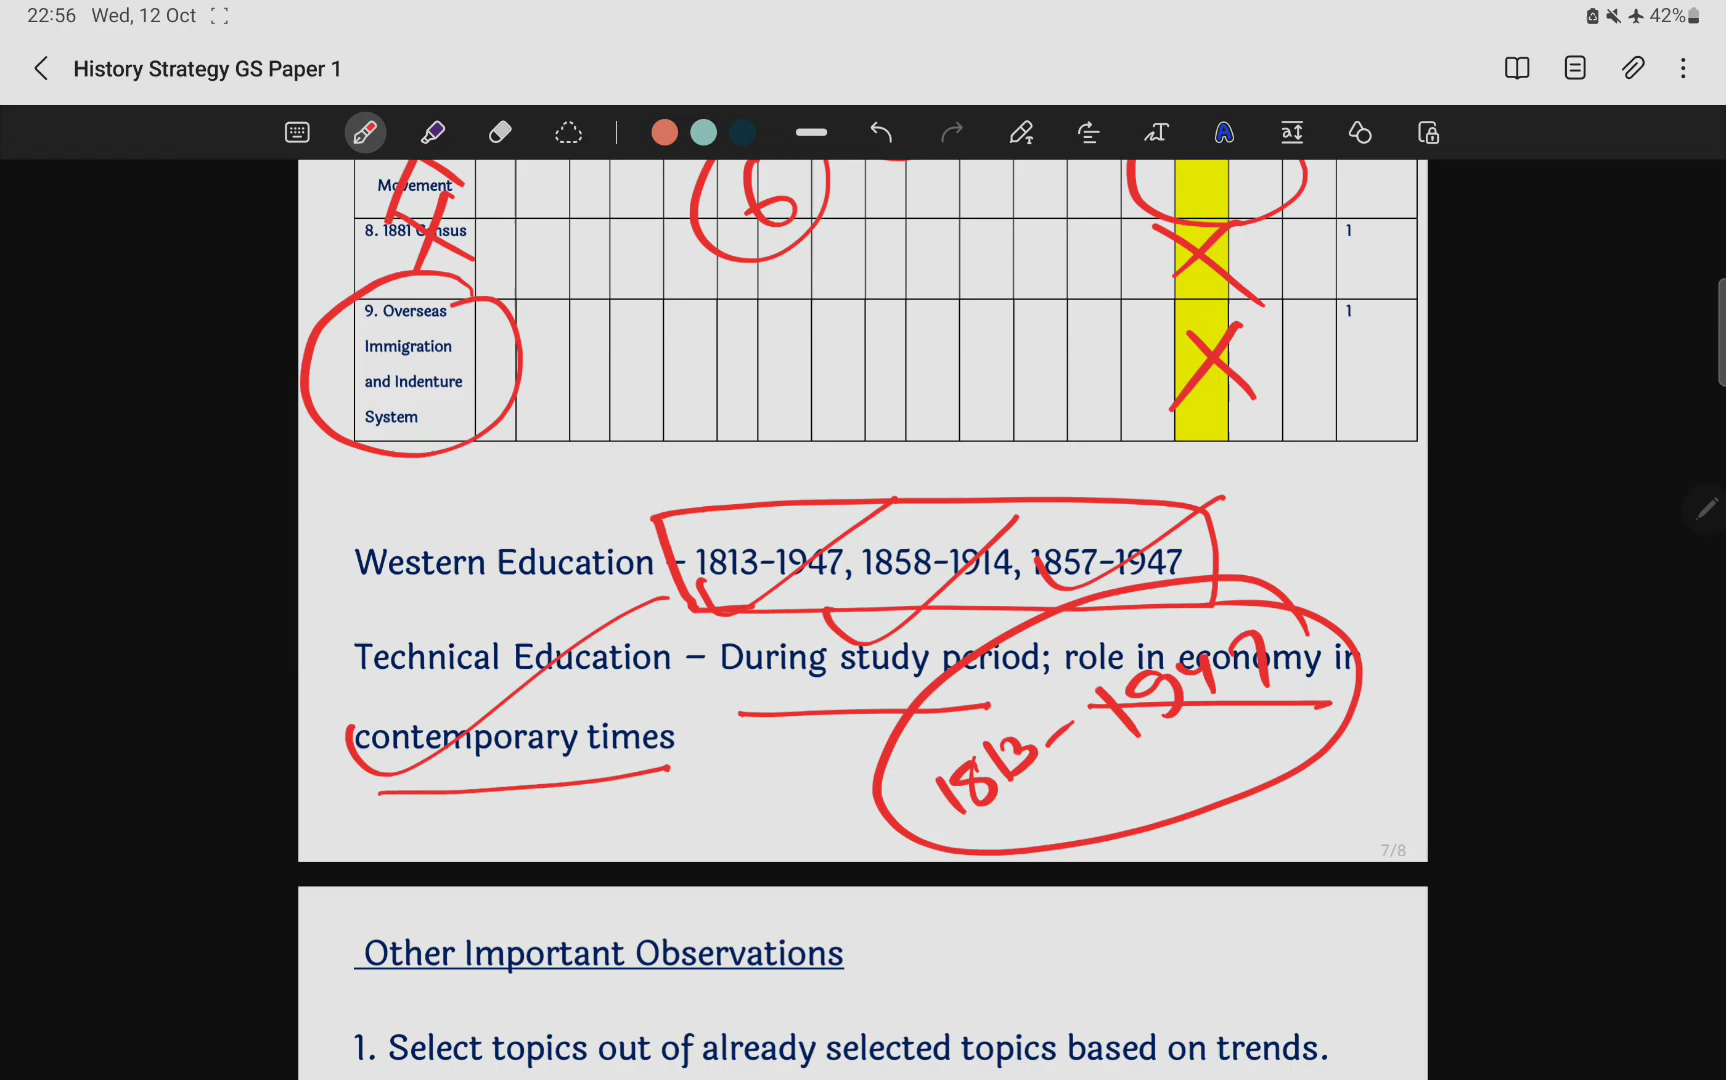 22:56 Wed, 12 Oct 42%
History Strategy GS Paper 1
Movement
6
8. 1881 Census 1
9. Overseas 1
Immigration
and Indenture
System
Western Education - 1813-1947, 1858-1914, 1857-1947
Technical Education – During study period; role in economy in
contemporary times
1813-1947
7/8
Other Important Observations
1. Select topics out of already selected topics based on trends.